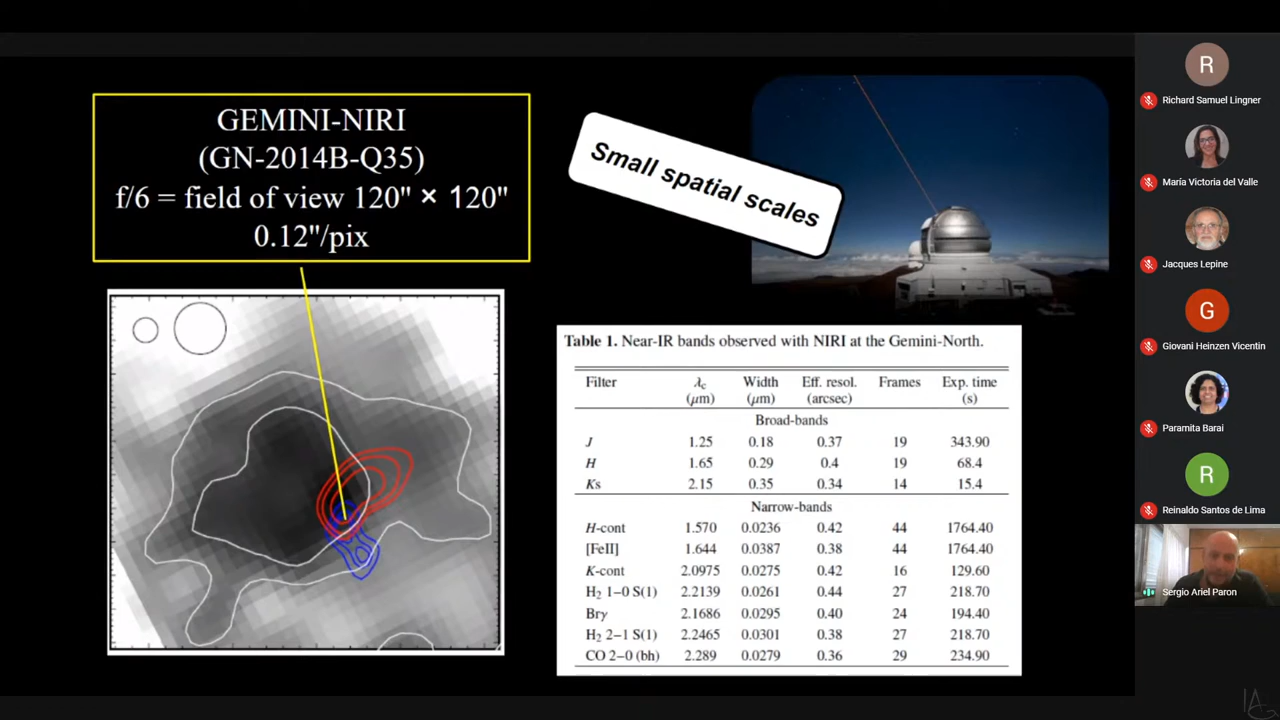 GEMINI-NIRI
(GN-2014B-Q35)
f/6 = field of view 120" × 120"
0.12"/pix
Small spatial scales
Table 1. Near-IR bands observed with NIRI at the Gemini-North.
Filter λc Width Eff. resol. Frames Exp. time
(μm) (μm) (arcsec) (s)
Broad-bands
J 1.25 0.18 0.37 19 343.90
H 1.65 0.29 0.4 19 68.4
Ks 2.15 0.35 0.34 14 15.4
Narrow-bands
H-cont 1.570 0.0236 0.42 44 1764.40
[FeII] 1.644 0.0387 0.38 44 1764.40
K-cont 2.0975 0.0275 0.42 16 129.60
H₂ 1–0 S(1) 2.2139 0.0261 0.44 27 218.70
Brγ 2.1686 0.0295 0.40 24 194.40
H₂ 2–1 S(1) 2.2465 0.0301 0.38 27 218.70
CO 2–0 (bh) 2.289 0.0279 0.36 29 234.90
R
Richard Samuel Lingner
María Victoria del Valle
Jacques Lepine
G
Giovani Heinzen Vicentin
Paramita Barai
R
Reinaldo Santos de Lima
Sergio Ariel Paron